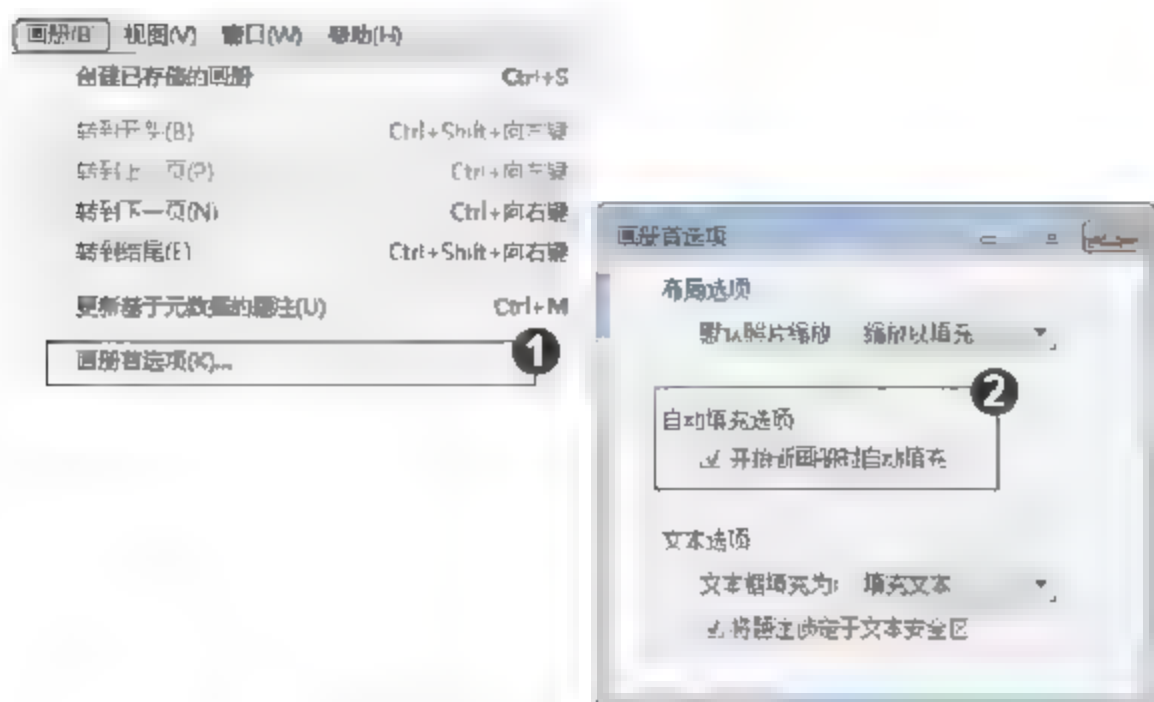 画册(B) 视图(V) 窗口(W) 帮助(H)
创建已存储的画册 Ctrl+S
转到开头(B) Ctrl+Shift+向左键
转到上一页(P) Ctrl+向左键
转到下一页(N) Ctrl+向右键
转到结尾(E) Ctrl+Shift+向右键
更新基于元数据的题注(U) Ctrl+M
画册首选项(K)... 1
画册首选项
布局选项
默认照片缩放 缩放以填充
2
自动填充选项
开始新画册时自动填充
文本选项
文本框填充为: 填充文本
将题注锁定于文本安全区